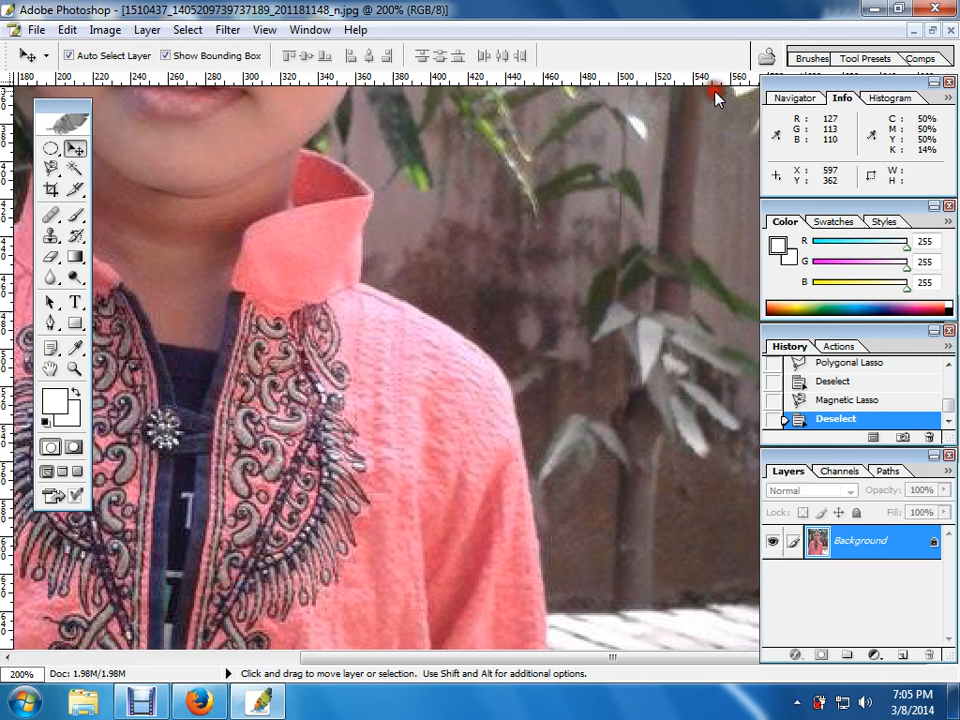 Adobe Photoshop - [1510437_1405209739737189_201181148_n.jpg @ 200% (RGB/8)]
File Edit Image Layer Select Filter View Window Help
Auto Select Layer Show Bounding Box Brushes Tool Presets Comps
180 200 220 240 260 280 300 320 340 360 380 400 420 440 460 480 500 520 540 560
Navigator Info Histogram
R : 127 C : 50%
G : 113 M : 50%
B : 110 Y : 50%
K : 14%
X : 597 W :
Y : 362 H :
Color Swatches Styles
R 255
G 255
B 255
History Actions
Polygonal Lasso
Deselect
Magnetic Lasso
Deselect
Layers Channels Paths
Normal Opacity: 100%
Lock: Fill: 100%
Background
200% Doc: 1.98M/1.98M Click and drag to move layer or selection. Use Shift and Alt for additional options.
7:05 PM
3/8/2014